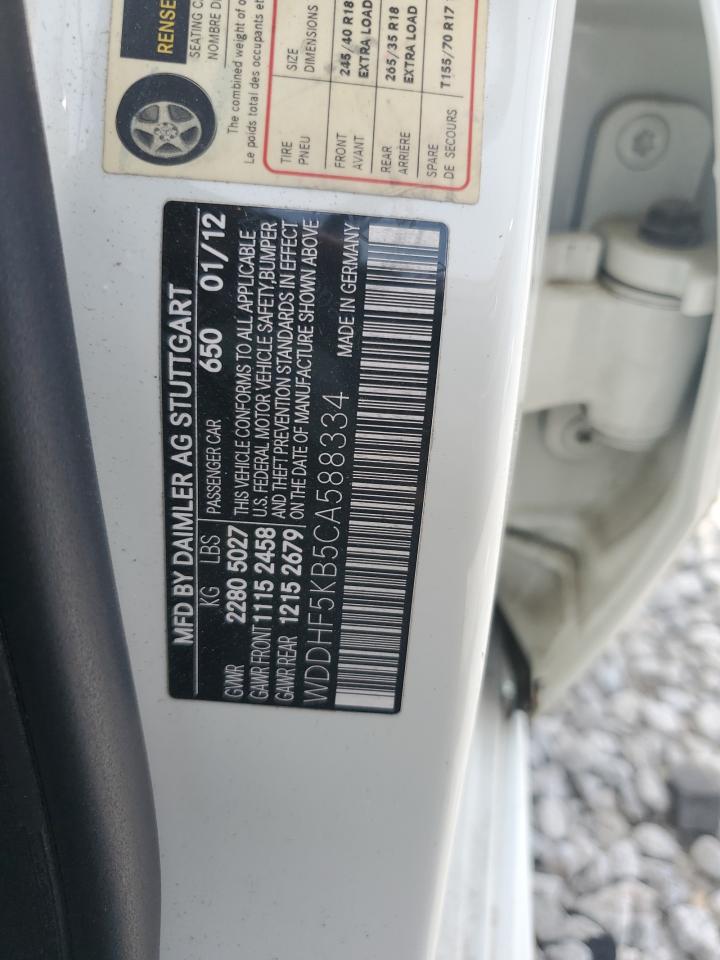 RENSE
SEATING CA
NOMBRE DE
The combined weight of o
Le poids total des occupants et
TIRE SIZE
PNEU DIMENSIONS
FRONT 245/40 R18
AVANT EXTRA LOAD
REAR 265/35 R18
ARRIÈRE EXTRA LOAD
SPARE T155/70 R17
DE SECOURS
MFD BY DAIMLER AG STUTTGART
KG LBS PASSENGER CAR 650 01/12
GVWR 2280 5027 THIS VEHICLE CONFORMS TO ALL APPLICABLE
GAWR FRONT 1115 2458 U.S. FEDERAL MOTOR VEHICLE SAFETY,BUMPER
GAWR REAR 1215 2679 AND THEFT PREVENTION STANDARDS IN EFFECT
ON THE DATE OF MANUFACTURE SHOWN ABOVE
WDDHF5KB5CA588334 MADE IN GERMANY